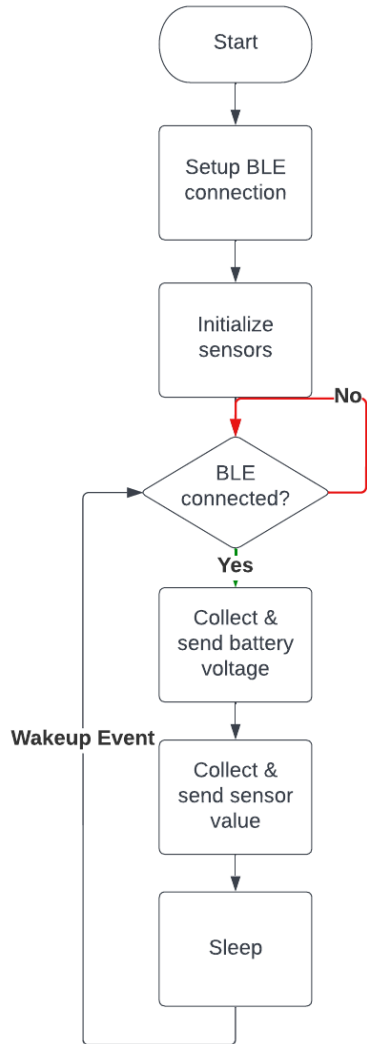 Start
Setup BLE
connection
Initialize
sensors
No
BLE
connected?
Yes
Collect &
send battery
voltage
Wakeup Event
Collect &
send sensor
value
Sleep